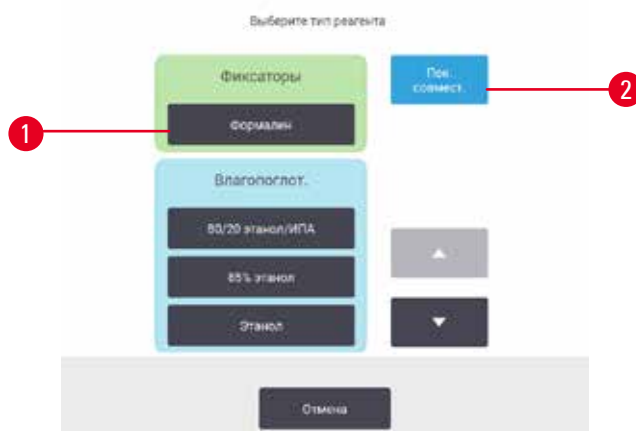 Выберите тип реагента
Фиксаторы
Пок.
совмест.
2
1
Формалин
Влагопоглот.
80/20 этанол/ИПА
85% этанол
Этанол
Отмена